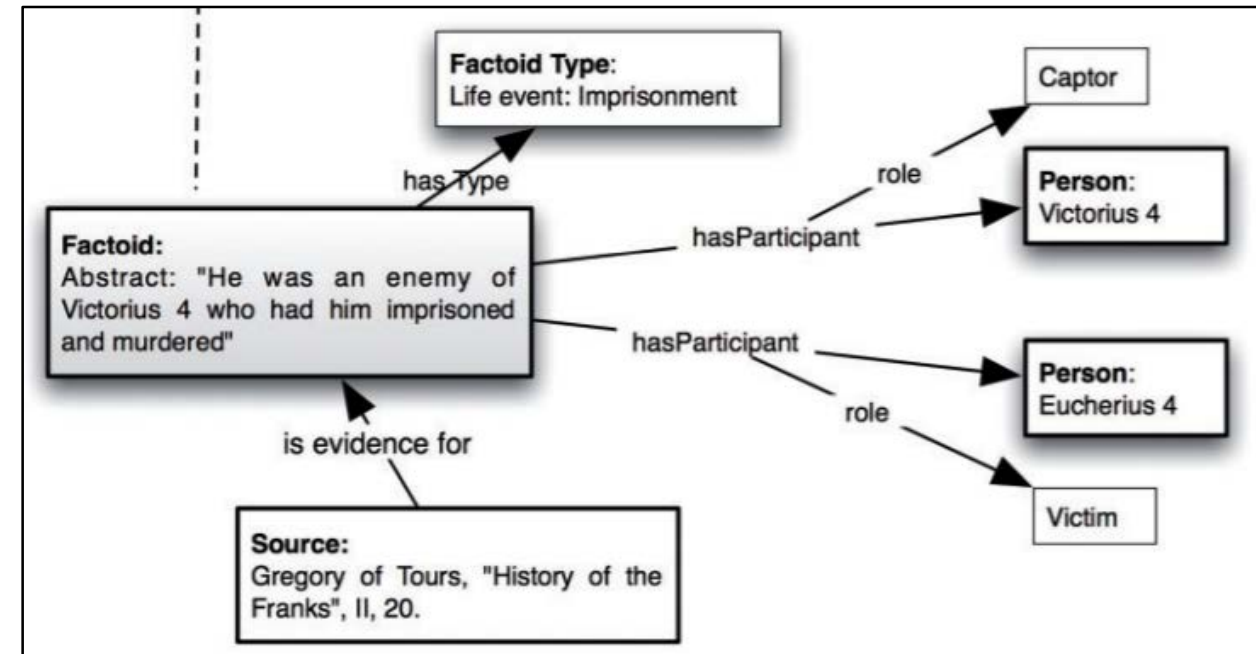 Factoid Type:
Life event: Imprisonment
Captor
has Type
role
Person:
Victorius 4
Factoid:
Abstract: "He was an enemy of
Victorius 4 who had him imprisoned
and murdered"
hasParticipant
hasParticipant
Person:
Eucherius 4
role
is evidence for
Victim
Source:
Gregory of Tours, "History of the
Franks", II, 20.